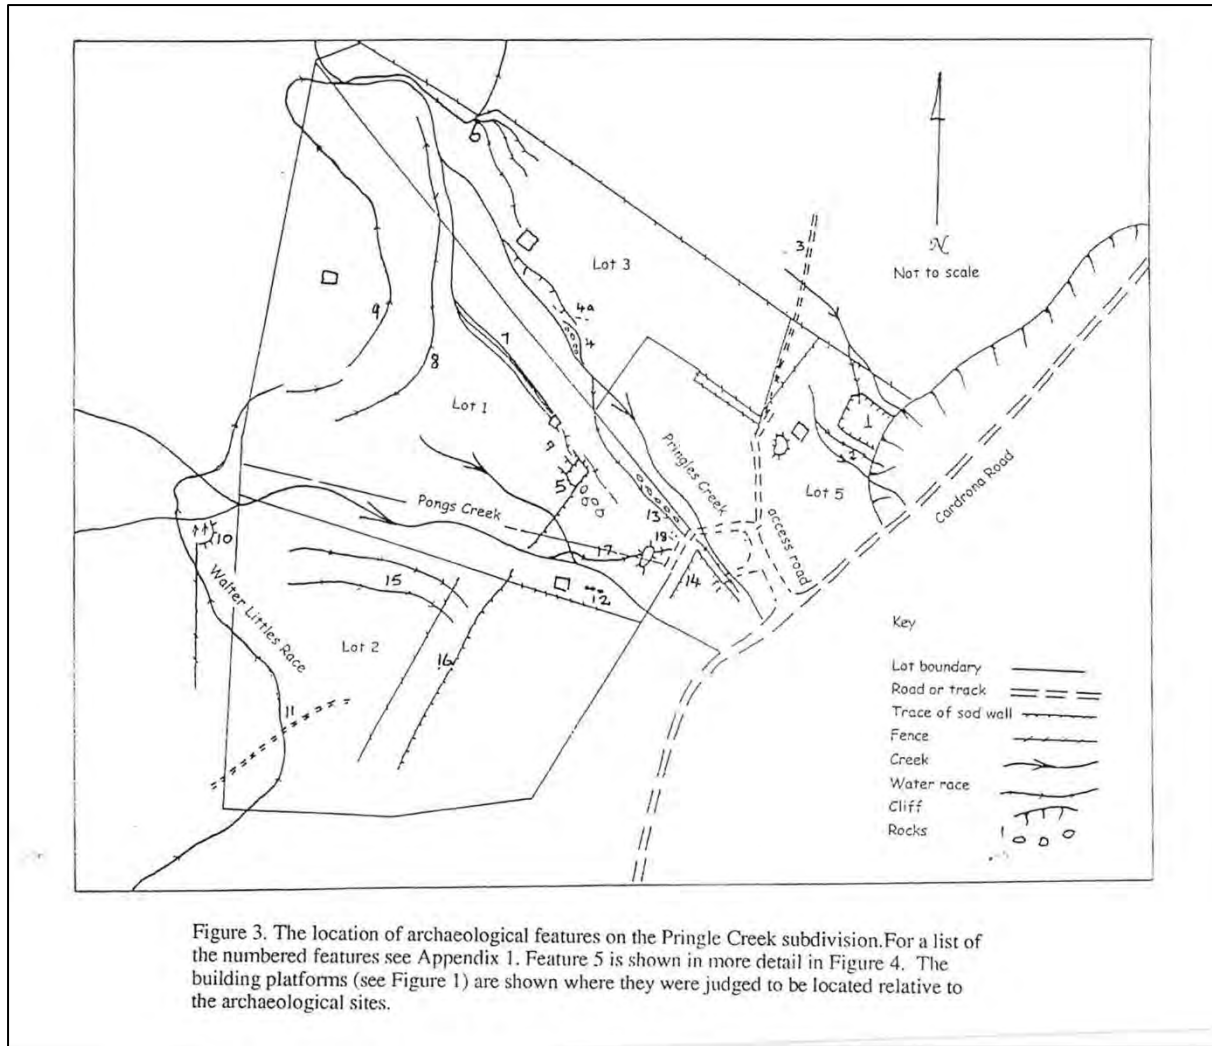 6
3
N
Not to scale
Lot 3
4a
4
9
8
7
Lot 1
1
2
9
5
Pongs Creek
Pringles Creek
13
18
17
14
access road
Lot 5
Cardrona Road
10
Walter Littles Race
15
12
Lot 2
16
11
Key
Lot boundary
Road or track
Trace of sod wall
Fence
Creek
Water race
Cliff
Rocks
Figure 3. The location of archaeological features on the Pringle Creek subdivision.For a list of
the numbered features see Appendix 1. Feature 5 is shown in more detail in Figure 4. The
building platforms (see Figure 1) are shown where they were judged to be located relative to
the archaeological sites.